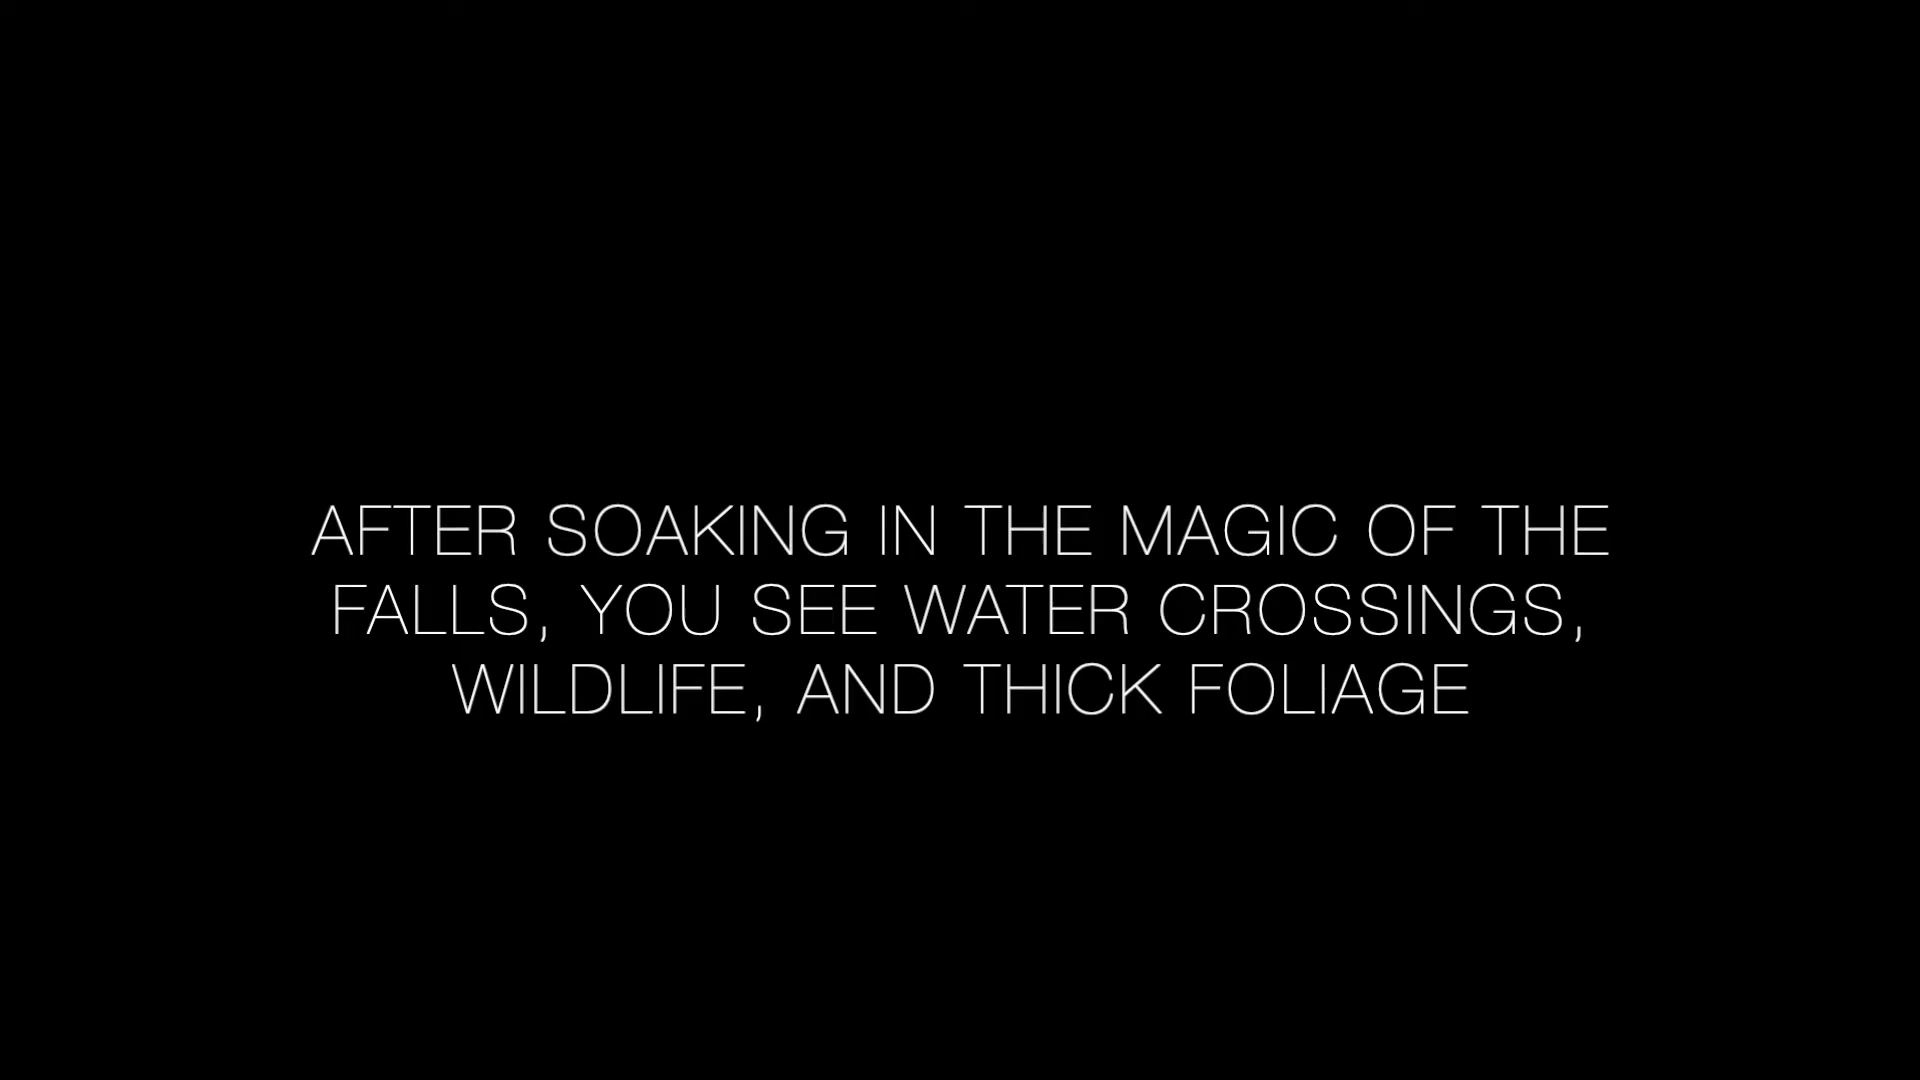 AFTER SOAKING IN THE MAGIC OF THE
FALLS, YOU SEE WATER CROSSINGS,
WILDLIFE, AND THICK FOLIAGE